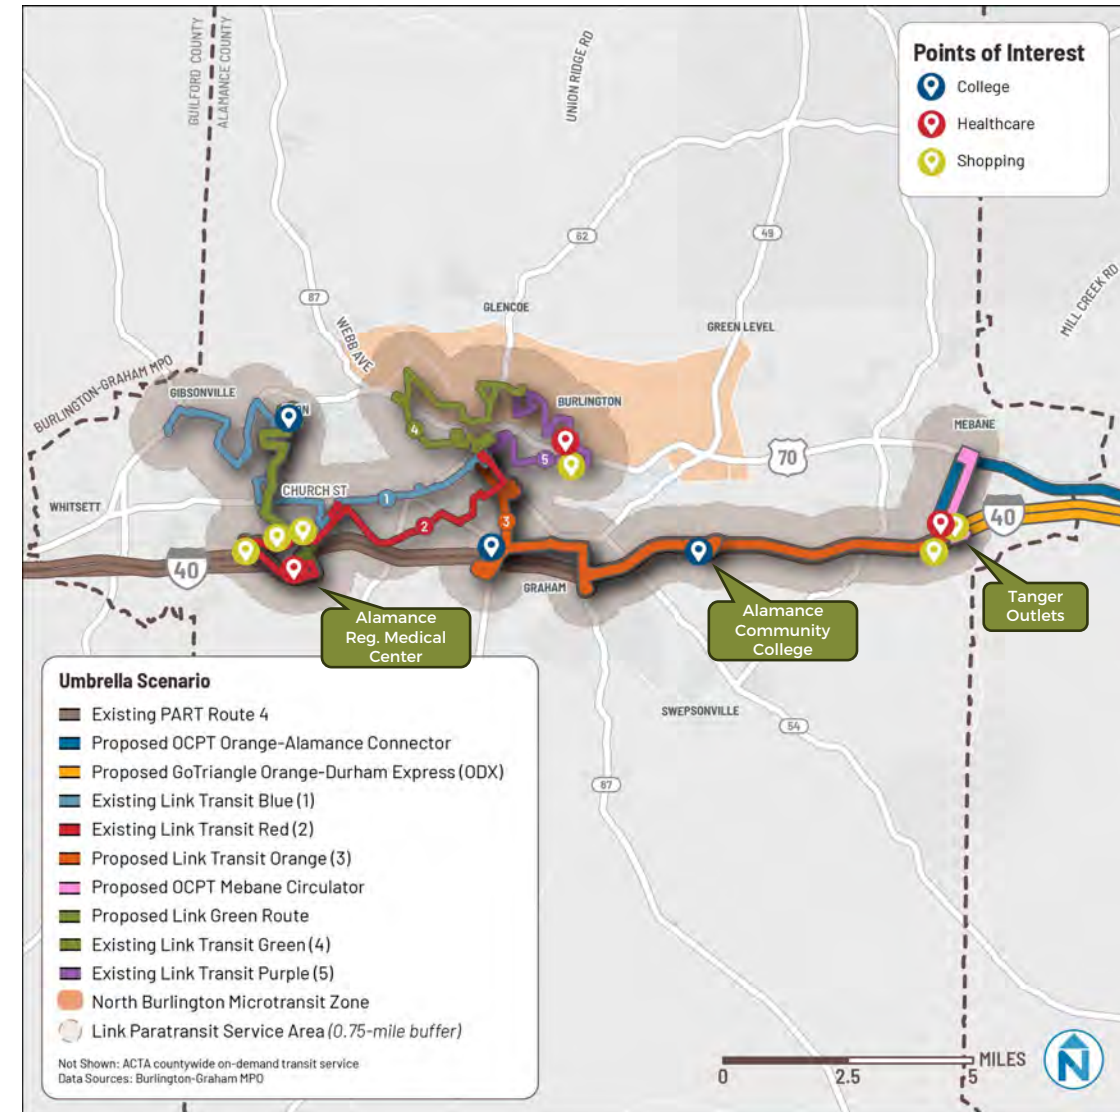 GUILFORD COUNTY
ALAMANCE COUNTY
UNION RIDGE RD
Points of Interest
College
Healthcare
Shopping
62
49
87
MILL CREEK RD
GLENCOE
GREEN LEVEL
WEBB AVE
BURLINGTON-GRAHAM MPO
GIBSONVILLE
BURLINGTON
MEBANE
4
5
70
CHURCH ST
1
WHITSETT
2
3
40
40
GRAHAM
Alamance
Reg. Medical
Center
Alamance
Community
College
Tanger
Outlets
SWEPSONVILLE
54
87
Umbrella Scenario
Existing PART Route 4
Proposed OCPT Orange-Alamance Connector
Proposed GoTriangle Orange-Durham Express (ODX)
Existing Link Transit Blue (1)
Existing Link Transit Red (2)
Proposed Link Transit Orange (3)
Proposed OCPT Mebane Circulator
Proposed Link Green Route
Existing Link Transit Green (4)
Existing Link Transit Purple (5)
North Burlington Microtransit Zone
Link Paratransit Service Area (0.75-mile buffer)
Not Shown: ACTA countywide on-demand transit service
Data Sources: Burlington-Graham MPO
MILES
0 2.5 5
N